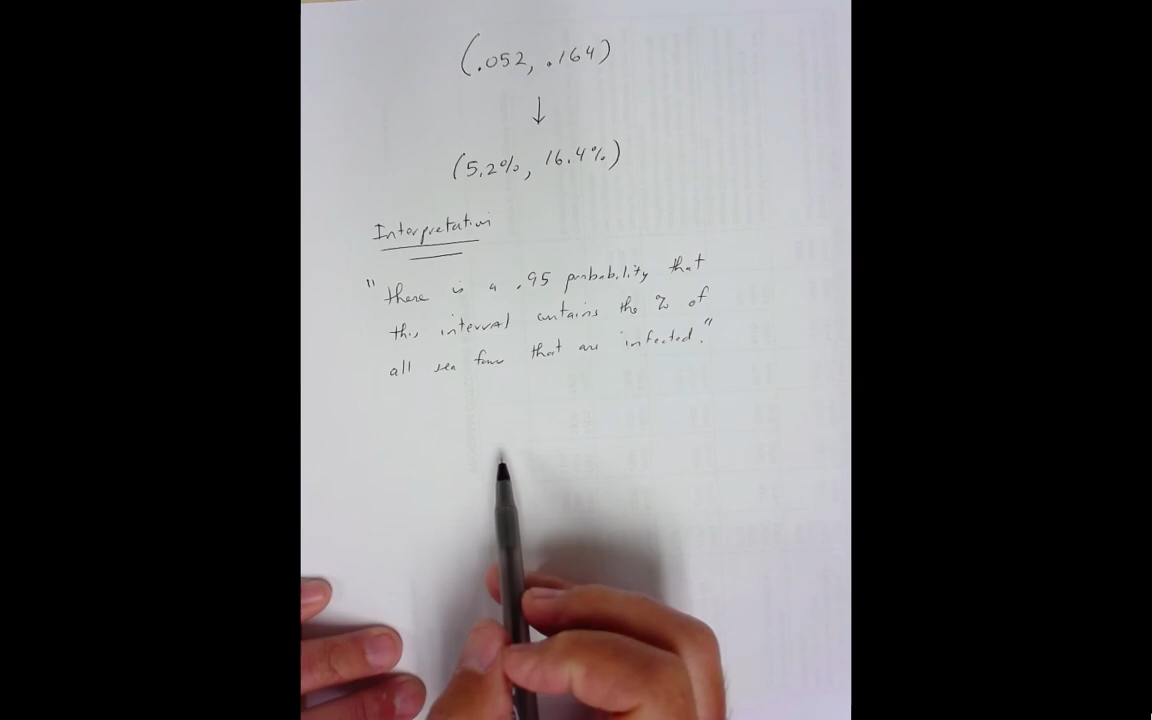 (.052, .164)
↓
(5.2%, 16.4%)
Interpretation
"there is a .95 probability that
this interval contains the % of
all sea fans that are infected."